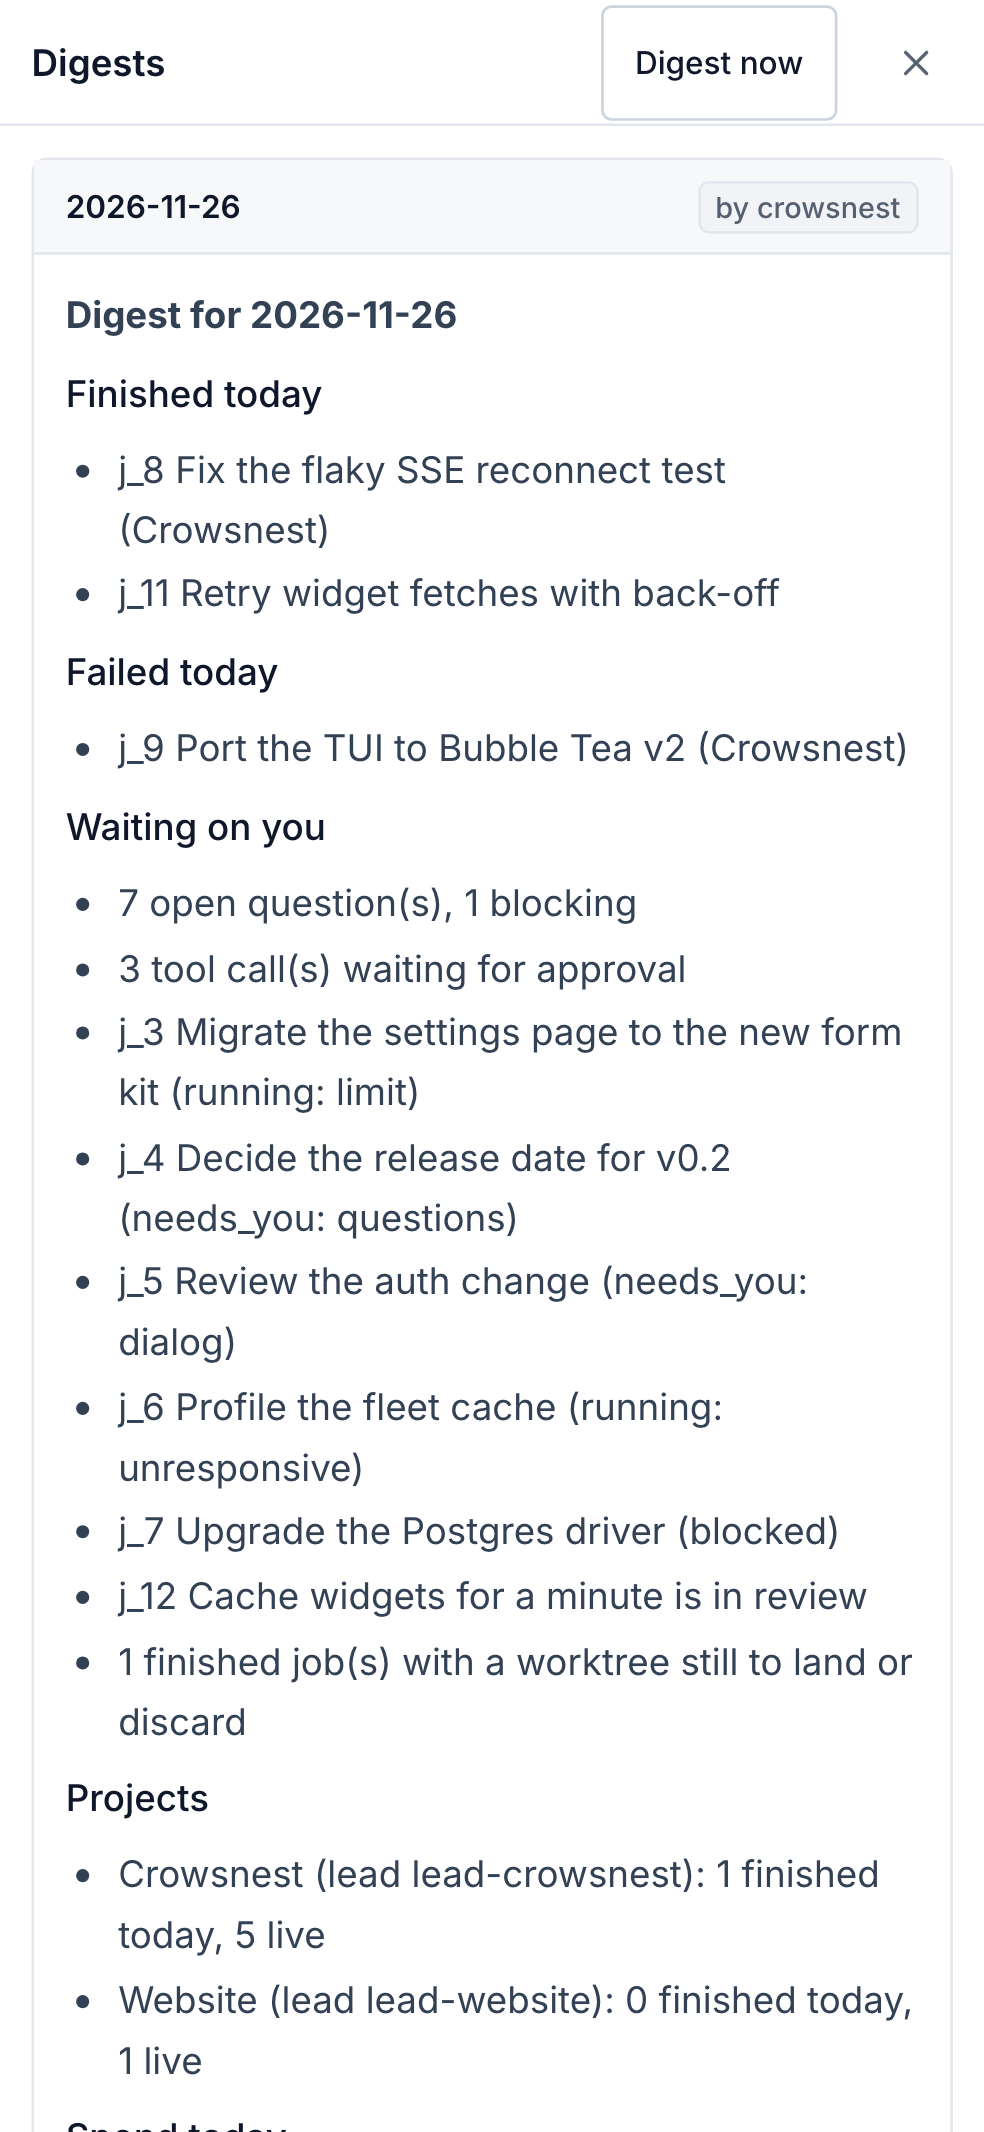 Digests
Digest now
2026-11-26
by crowsnest
Digest for 2026-11-26
Finished today
j_8 Fix the flaky SSE reconnect test
(Crowsnest)
j_11 Retry widget fetches with back-off
Failed today
j_9 Port the TUI to Bubble Tea v2 (Crowsnest)
Waiting on you
7 open question(s), 1 blocking
3 tool call(s) waiting for approval
j_3 Migrate the settings page to the new form
kit (running: limit)
j_4 Decide the release date for v0.2
(needs_you: questions)
j_5 Review the auth change (needs_you:
dialog)
j_6 Profile the fleet cache (running:
unresponsive)
j_7 Upgrade the Postgres driver (blocked)
j_12 Cache widgets for a minute is in review
1 finished job(s) with a worktree still to land or
discard
Projects
Crowsnest (lead lead-crowsnest): 1 finished
today, 5 live
Website (lead lead-website): 0 finished today,
1 live
Spend today